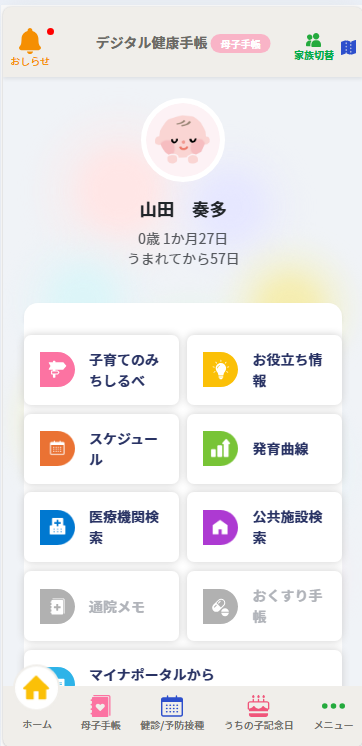 デジタル健康手帳 母子手帳
おしらせ
家族切替
山田 奏多
0歳 1か月27日
うまれてから57日
子育てのみ
ちしるべ
お役立ち情
報
スケジュー
ル
発育曲線
医療機関検
索
公共施設検
索
通院メモ
おくすり手
帳
マイナポータルから
ホーム
母子手帳
健診/予防接種
うちの子記念日
メニュー